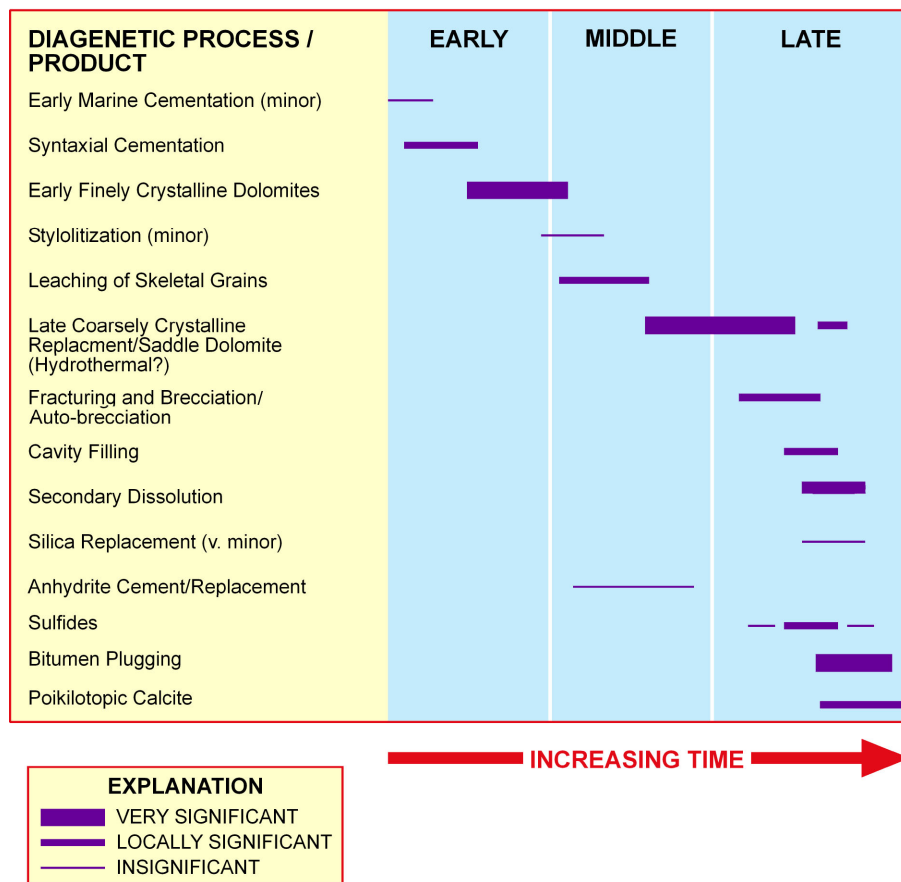 DIAGENETIC PROCESS /
PRODUCT
EARLY
MIDDLE
LATE
Early Marine Cementation (minor)
Syntaxial Cementation
Early Finely Crystalline Dolomites
Stylolitization (minor)
Leaching of Skeletal Grains
Late Coarsely Crystalline
Replacment/Saddle Dolomite
(Hydrothermal?)
Fracturing and Brecciation/
Auto-brecciation
Cavity Filling
Secondary Dissolution
Silica Replacement (v. minor)
Anhydrite Cement/Replacement
Sulfides
Bitumen Plugging
Poikilotopic Calcite
INCREASING TIME
EXPLANATION
VERY SIGNIFICANT
LOCALLY SIGNIFICANT
INSIGNIFICANT